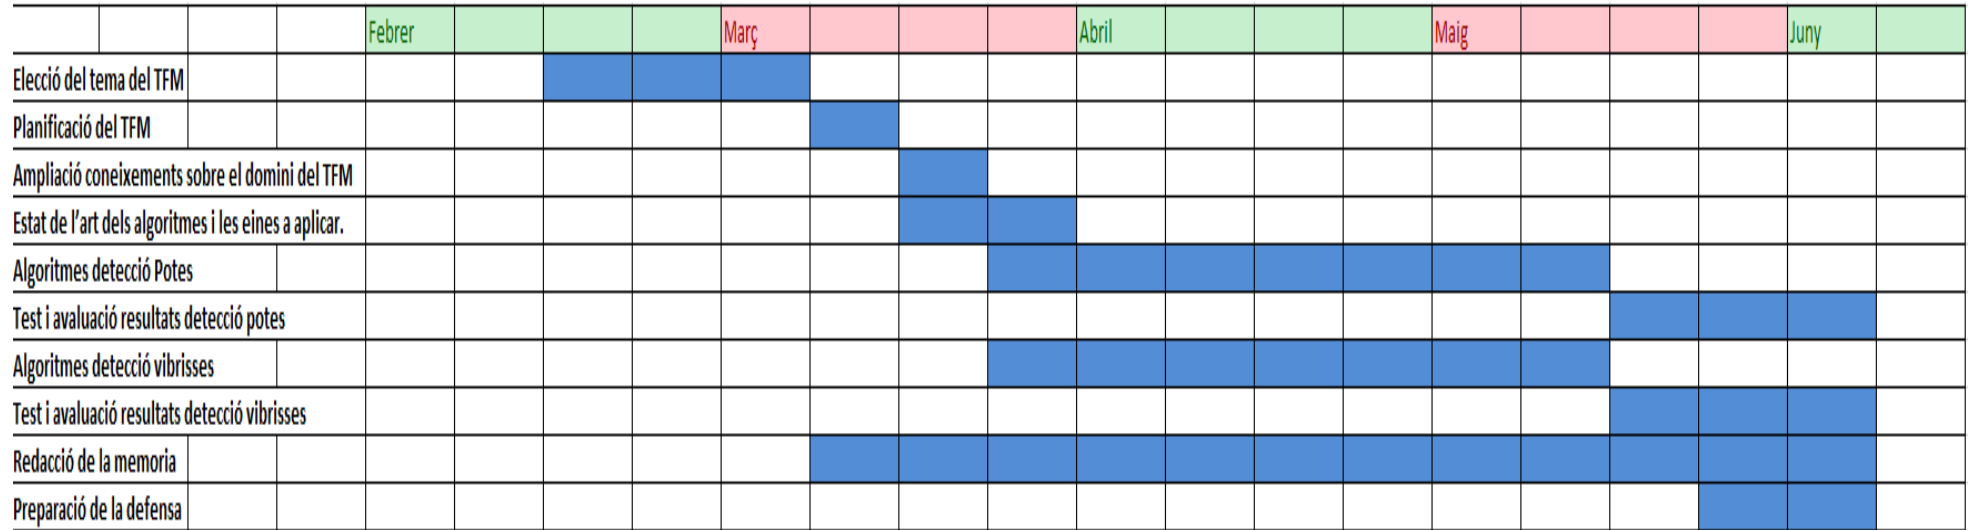 Febrer Març Abril Maig Juny
Elecció del tema del TFM
Planificació del TFM
Ampliació coneixements sobre el domini del TFM
Estat de l’art dels algoritmes i les eines a aplicar.
Algoritmes detecció Potes
Test i avaluació resultats detecció potes
Algoritmes detecció vibrisses
Test i avaluació resultats detecció vibrisses
Redacció de la memoria
Preparació de la defensa